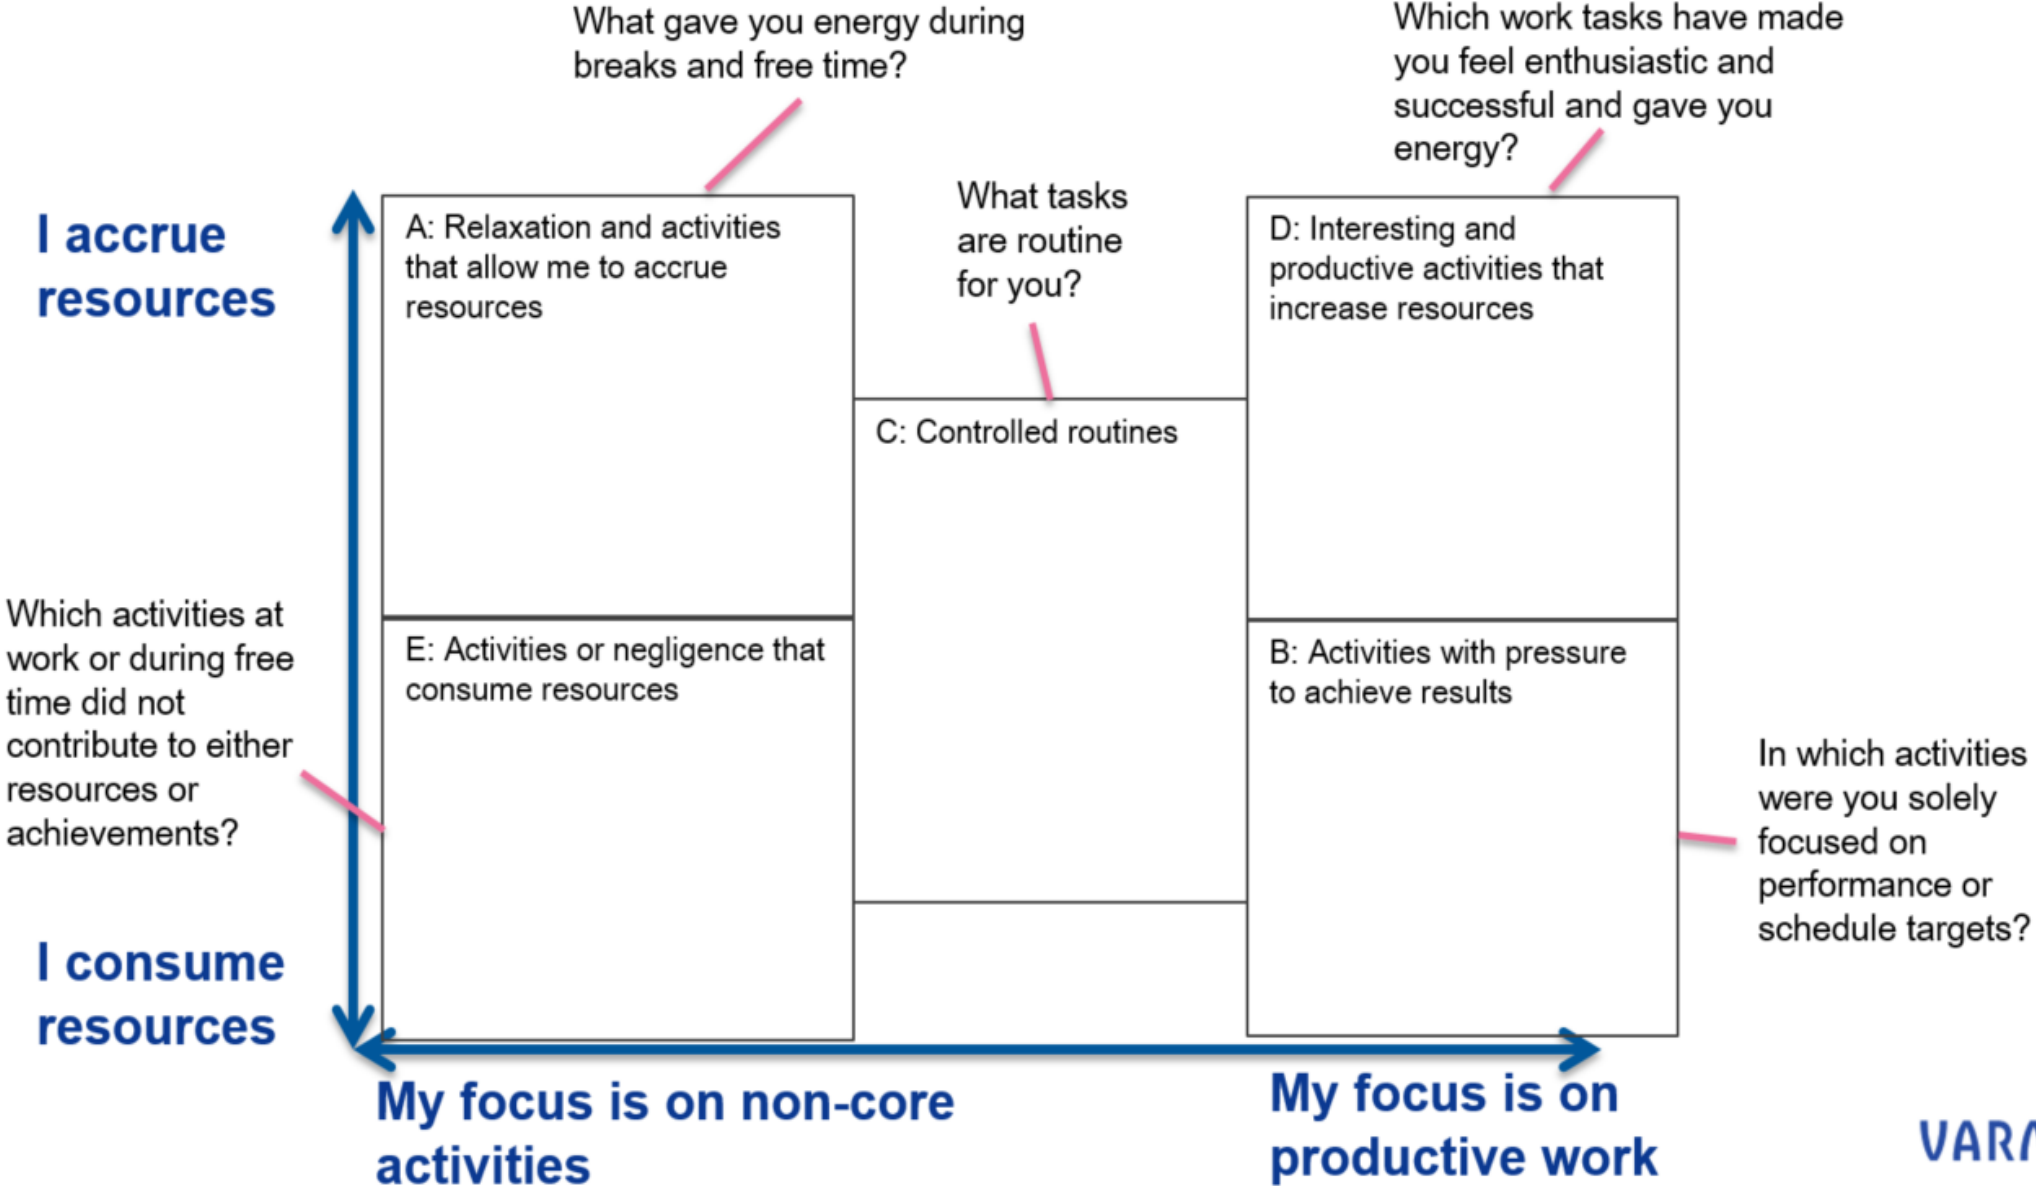 What gave you energy during
breaks and free time?
Which work tasks have made
you feel enthusiastic and
successful and gave you
energy?
What tasks
are routine
for you?
I accrue
resources
A: Relaxation and activities
that allow me to accrue
resources
D: Interesting and
productive activities that
increase resources
C: Controlled routines
Which activities at
work or during free
time did not
contribute to either
resources or
achievements?
E: Activities or negligence that
consume resources
B: Activities with pressure
to achieve results
In which activities
were you solely
focused on
performance or
schedule targets?
I consume
resources
My focus is on non-core
activities
My focus is on
productive work